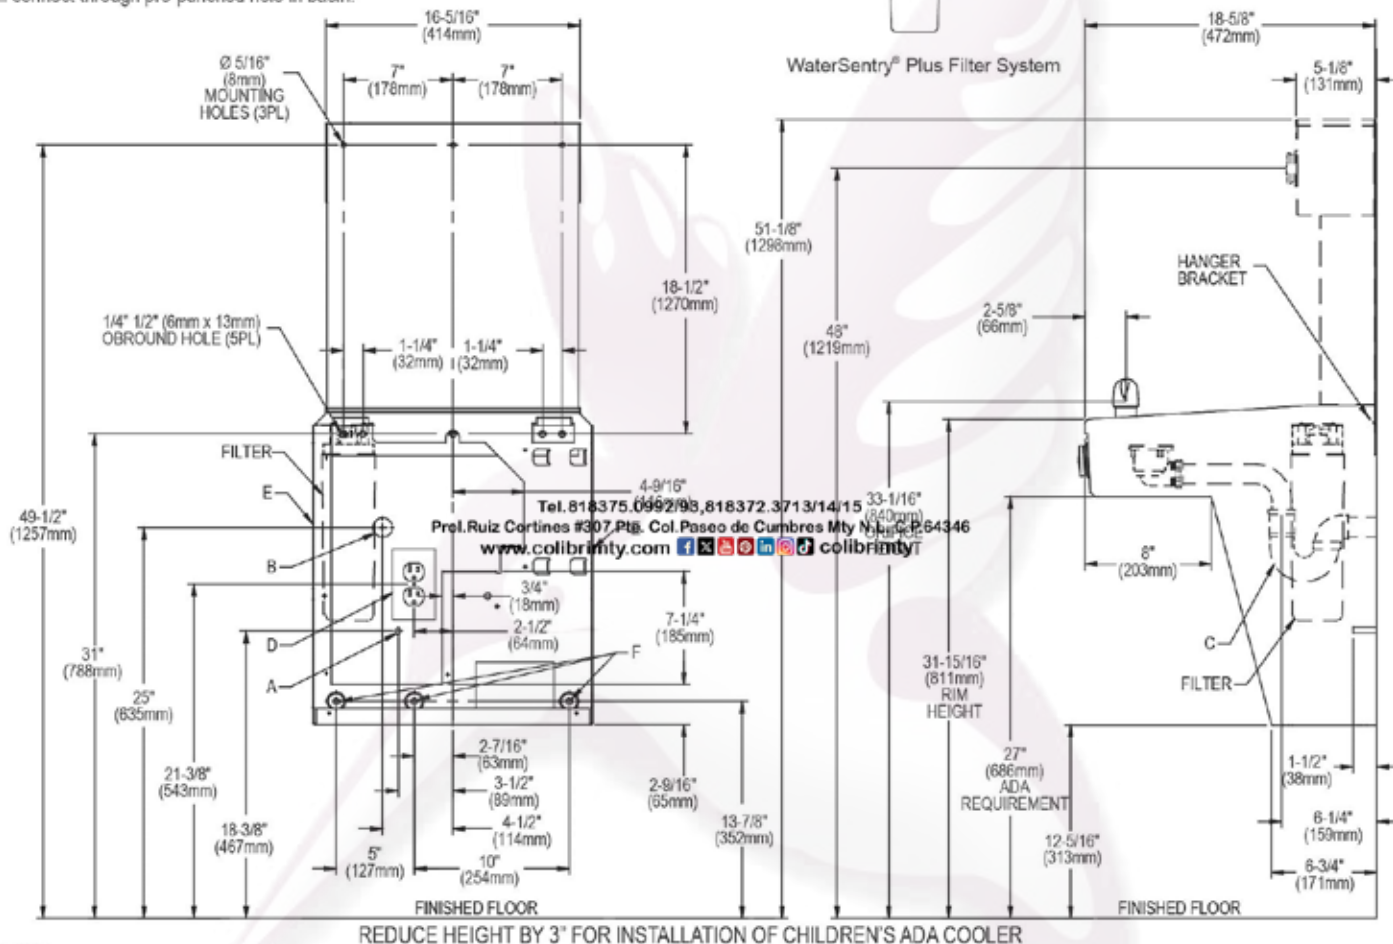 16-5/16"
(414mm)
Ø 5/16"
(8mm)
MOUNTING
HOLES (3PL)
7"
(178mm)
7"
(178mm)
WaterSentry® Plus Filter System
18-5/8"
(472mm)
5-1/8"
(131mm)
51-1/8"
(1298mm)
18-1/2"
(1270mm)
48"
(1219mm)
HANGER
BRACKET
2-5/8"
(66mm)
1/4" 1/2" (6mm x 13mm)
OBROUND HOLE (5PL)
1-1/4"
(32mm)
1-1/4"
(32mm)
FILTER
E
49-1/2"
(1257mm)
4-9/16"
33-1/16"
(840mm)
Tel.818375.0992/93,818372.3713/14/15
Prol.Ruiz Cortines #307 Pte. Col.Paseo de Cumbres Mty N.L. C.P.64346
www.colibrimty.com colibrimty
B
8"
(203mm)
3/4"
(18mm)
2-1/2"
(64mm)
7-1/4"
(185mm)
D
A
F
C
FILTER
31"
(788mm)
25"
(635mm)
21-3/8"
(543mm)
18-3/8"
(467mm)
31-15/16"
(811mm)
RIM
HEIGHT
2-7/16"
(63mm)
3-1/2"
(89mm)
4-1/2"
(114mm)
5"
(127mm)
10"
(254mm)
2-9/16"
(65mm)
13-7/8"
(352mm)
27"
(686mm)
ADA
REQUIREMENT
12-5/16"
(313mm)
1-1/2"
(38mm)
6-1/4"
(159mm)
6-3/4"
(171mm)
FINISHED FLOOR
FINISHED FLOOR
REDUCE HEIGHT BY 3" FOR INSTALLATION OF CHILDREN'S ADA COOLER